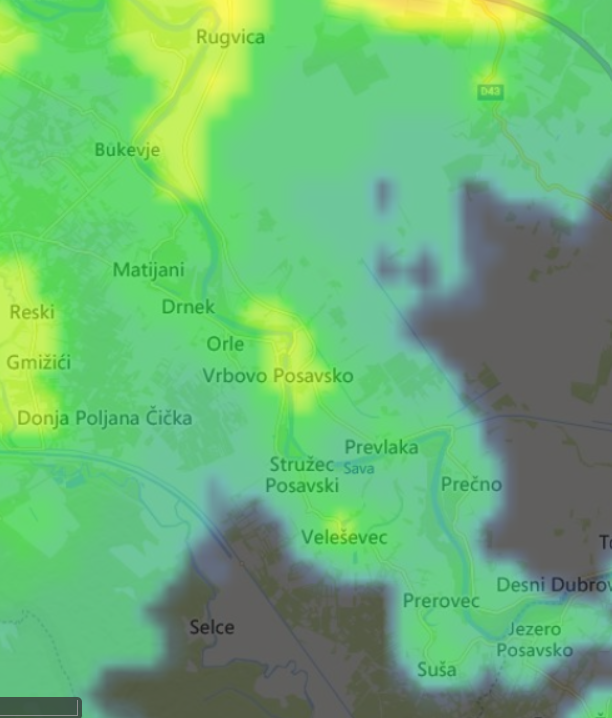 Rugvica
D43
Bukevje
Matijani
Drnek
Reski
Orle
Gmižići
Vrbovo Posavsko
Donja Poljana Čička
Prevlaka
Stružec
Posavski
Sava
Prečno
Veleševec
Desni Dubrov
Prerovec
Selce
Jezero
Posavsko
Suša